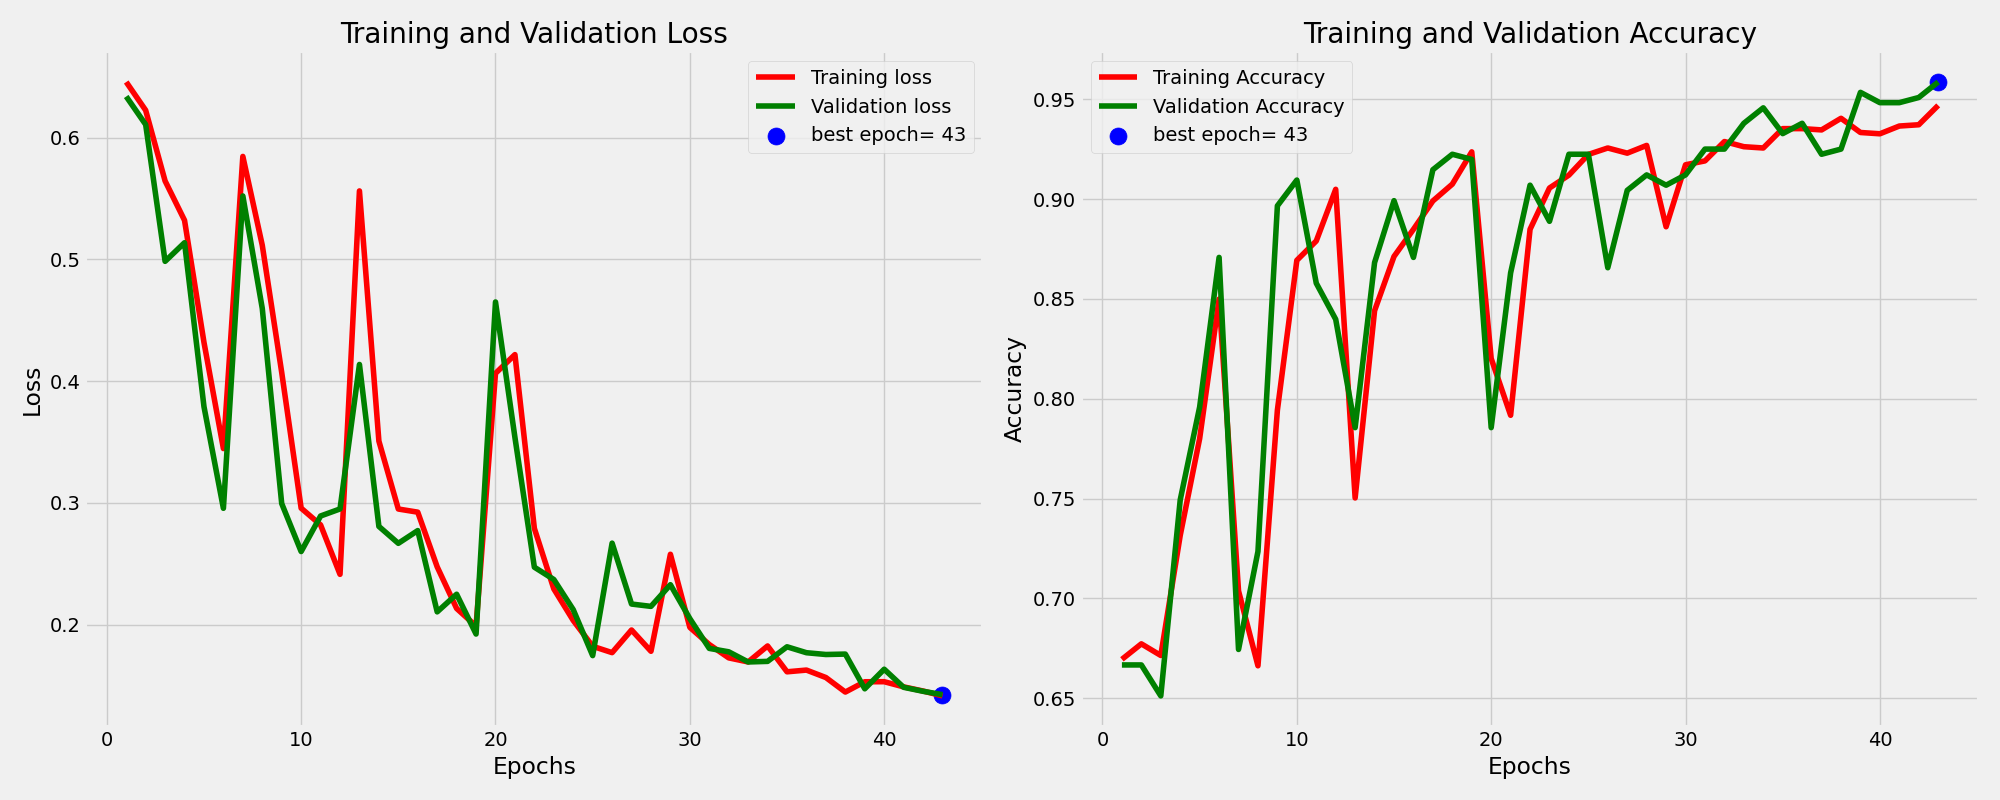 Training and Validation Loss
Training loss
Validation loss
best epoch= 43
0.6
0.5
0.4
0.3
0.2
Loss
0
10
20
30
40
Epochs
Training and Validation Accuracy
Training Accuracy
Validation Accuracy
best epoch= 43
0.95
0.90
0.85
0.80
0.75
0.70
0.65
Accuracy
0
10
20
30
40
Epochs